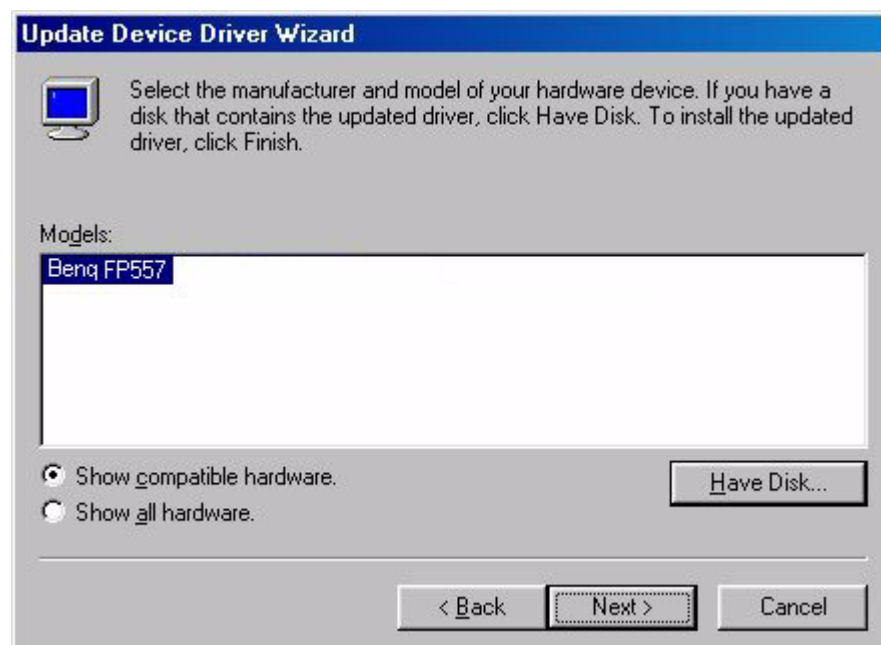 Update Device Driver Wizard
Select the manufacturer and model of your hardware device. If you have a
disk that contains the updated driver, click Have Disk. To install the updated
driver, click Finish.
Models:
Benq FP557
Show compatible hardware.
Have Disk...
Show all hardware.
< Back
Next >
Cancel